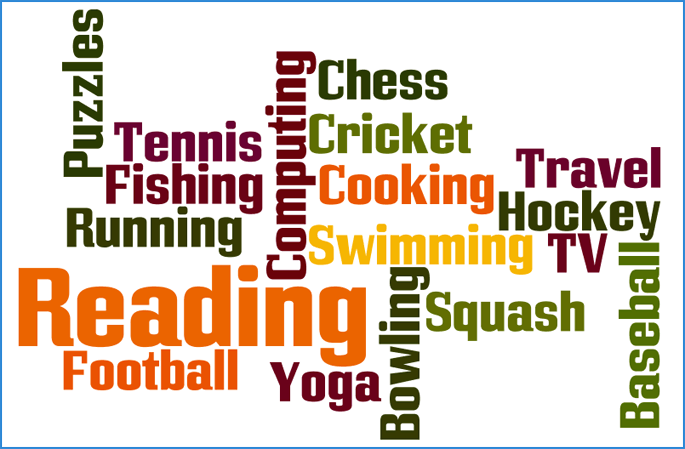 Puzzles
Computing
Chess
Tennis
Cricket
Fishing
Cooking
Travel
Running
Hockey
Swimming
TV
Reading
Bowling
Squash
Baseball
Football
Yoga